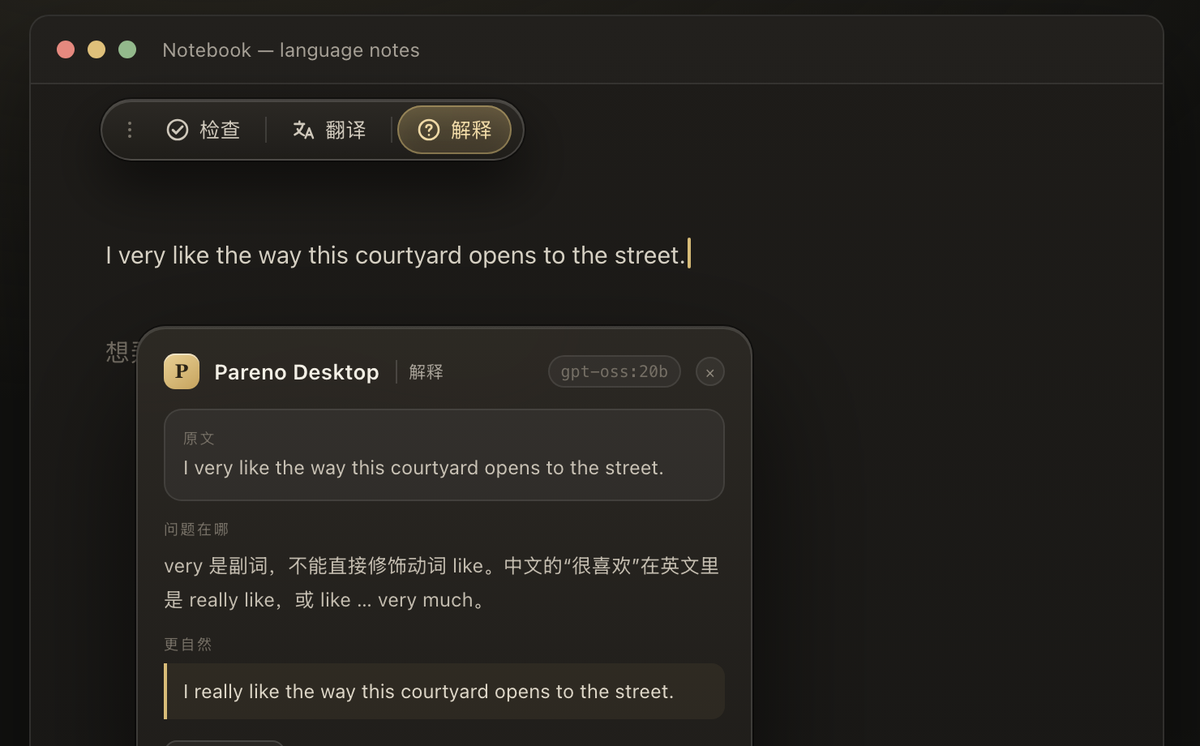 Notebook — language notes
检查
翻译
解释
I very like the way this courtyard opens to the street.
想
P
Pareno Desktop
解释
gpt-oss:20b
原文
I very like the way this courtyard opens to the street.
问题在哪
very 是副词，不能直接修饰动词 like。中文的“很喜欢”在英文里
是 really like，或 like … very much。
更自然
I really like the way this courtyard opens to the street.